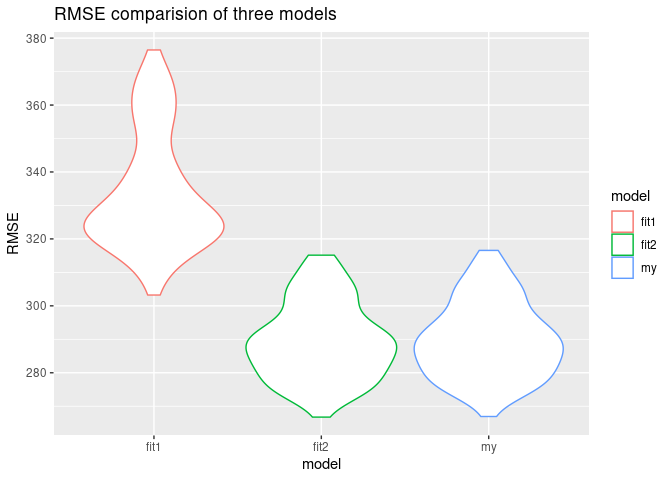 RMSE comparision of three models
380
360
340
320
300
280
RMSE
fit1
fit2
my
model
model
fit1
fit2
my